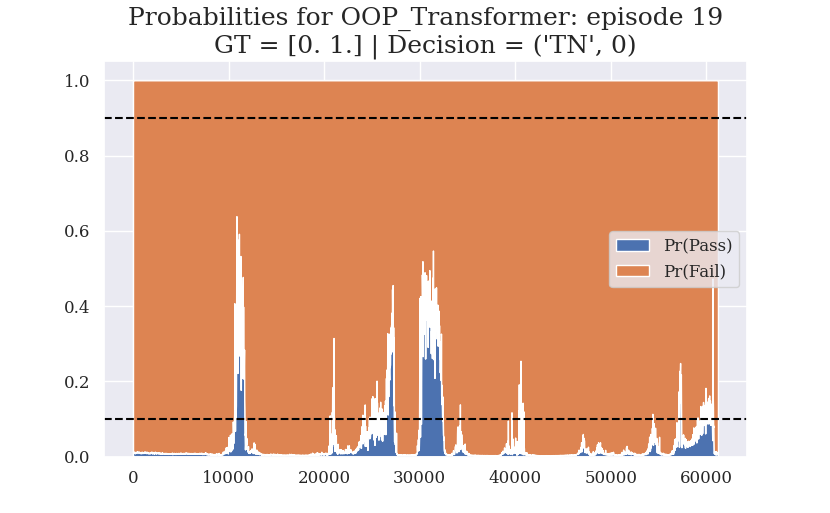 Probabilities for OOP_Transformer: episode 19
GT = [0. 1.] | Decision = ('TN', 0)
1.0
0.8
0.6
0.4
0.2
0.0
Pr(Pass)
Pr(Fail)
0 10000 20000 30000 40000 50000 60000